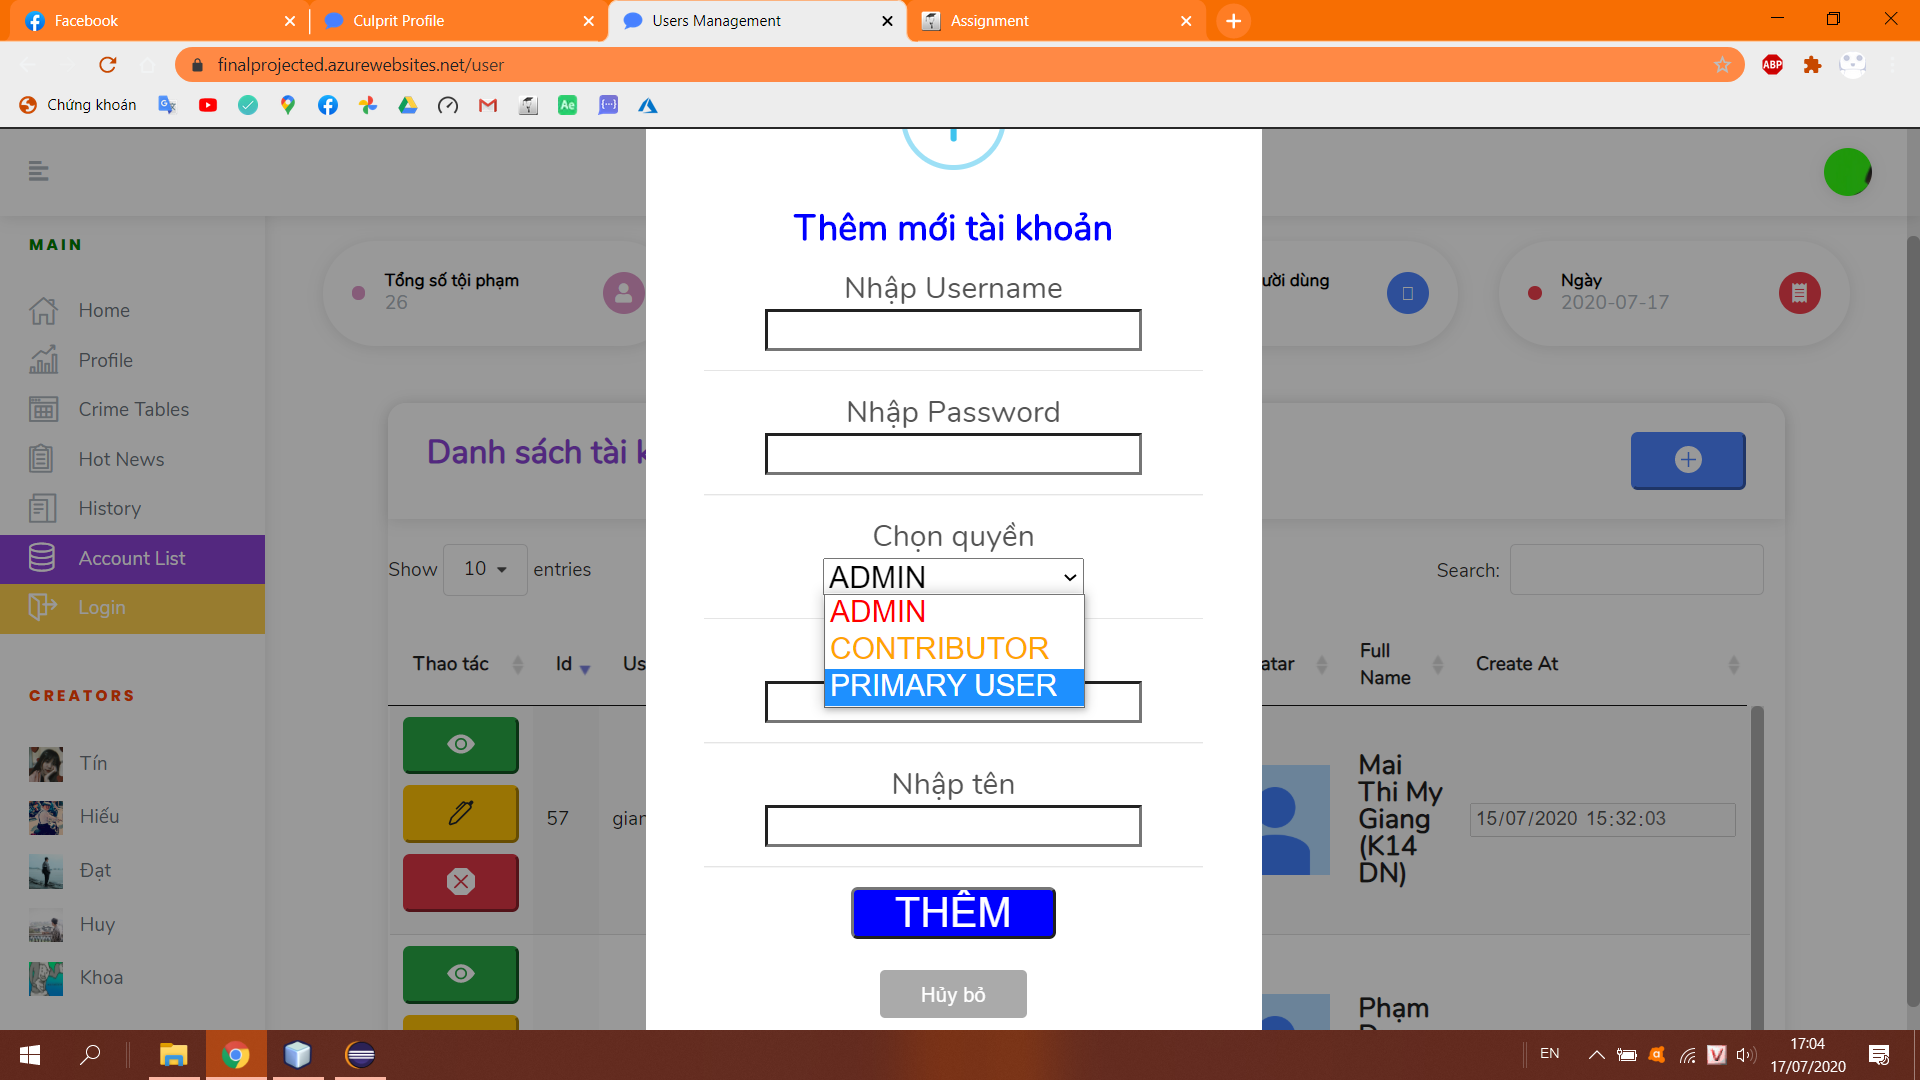 Facebook
Culprit Profile
Users Management
Assignment
finalprojected.azurewebsites.net/user
ABP
Chứng khoán
Ae
MAIN
Home
Profile
Crime Tables
Hot News
History
Account List
Login
CREATORS
Tín
Hiếu
Đạt
Huy
Khoa
Tổng số tội phạm
26
ười dùng
Ngày
2020-07-17
Danh sách tài k
Show 10 entries
Search:
Thao tác
Id
Us
atar
Full
Name
Create At
57
gian
Mai
Thi My
Giang
(K14
DN)
15/07/2020 15:32:03
Phạm
Thêm mới tài khoản
Nhập Username
Nhập Password
Chọn quyền
ADMIN
ADMIN
CONTRIBUTOR
PRIMARY USER
Nhập tên
THÊM
Hủy bỏ
EN
17:04
17/07/2020